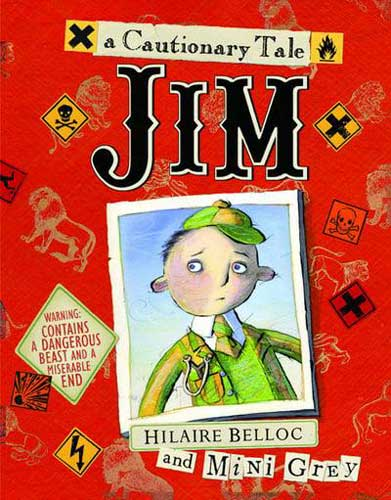 a Cautionary Tale
JIM
WARNING:
CONTAINS
A DANGEROUS
BEAST AND A
MISERABLE
END
HILAIRE BELLOC
and Mini Grey